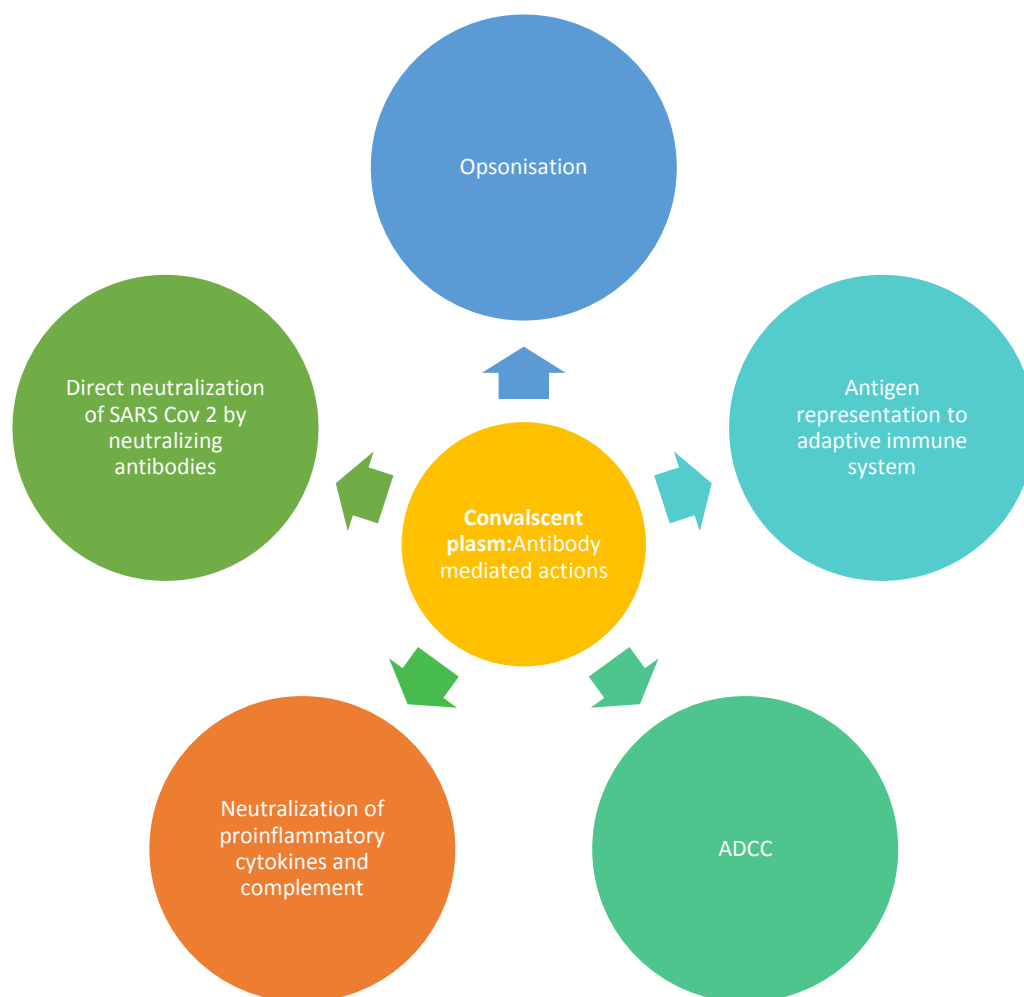 Opsonisation
Direct neutralization
of SARS Cov 2 by
neutralizing
antibodies
Antigen
representation to
adaptive immune
system
Convalscent
plasm:Antibody
mediated actions
Neutralization of
proinflammatory
cytokines and
complement
ADCC